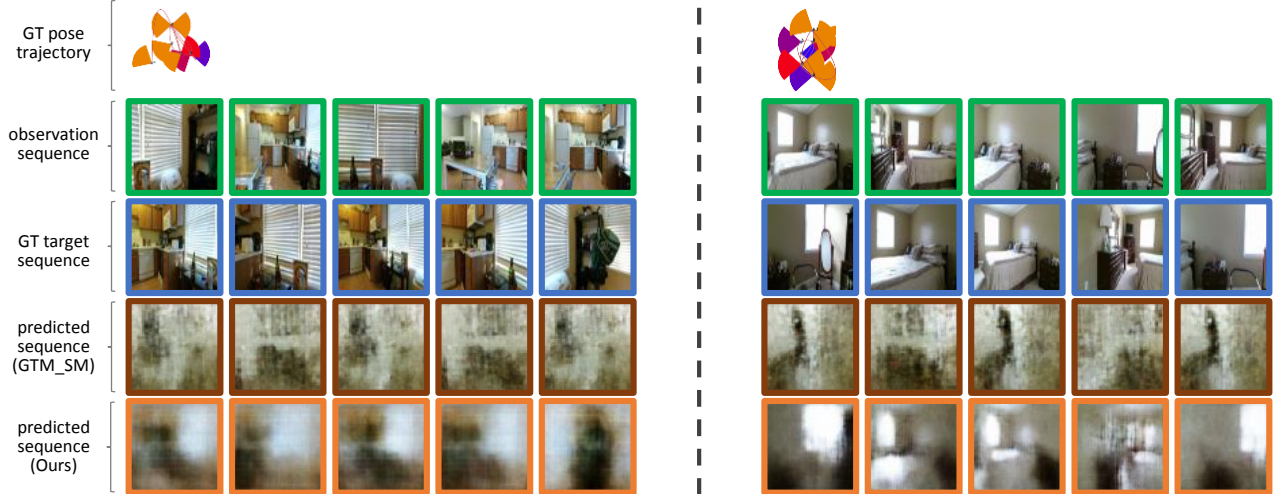 GT pose
trajectory
observation
sequence
GT target
sequence
predicted
sequence
(GTM_SM)
predicted
sequence
(Ours)